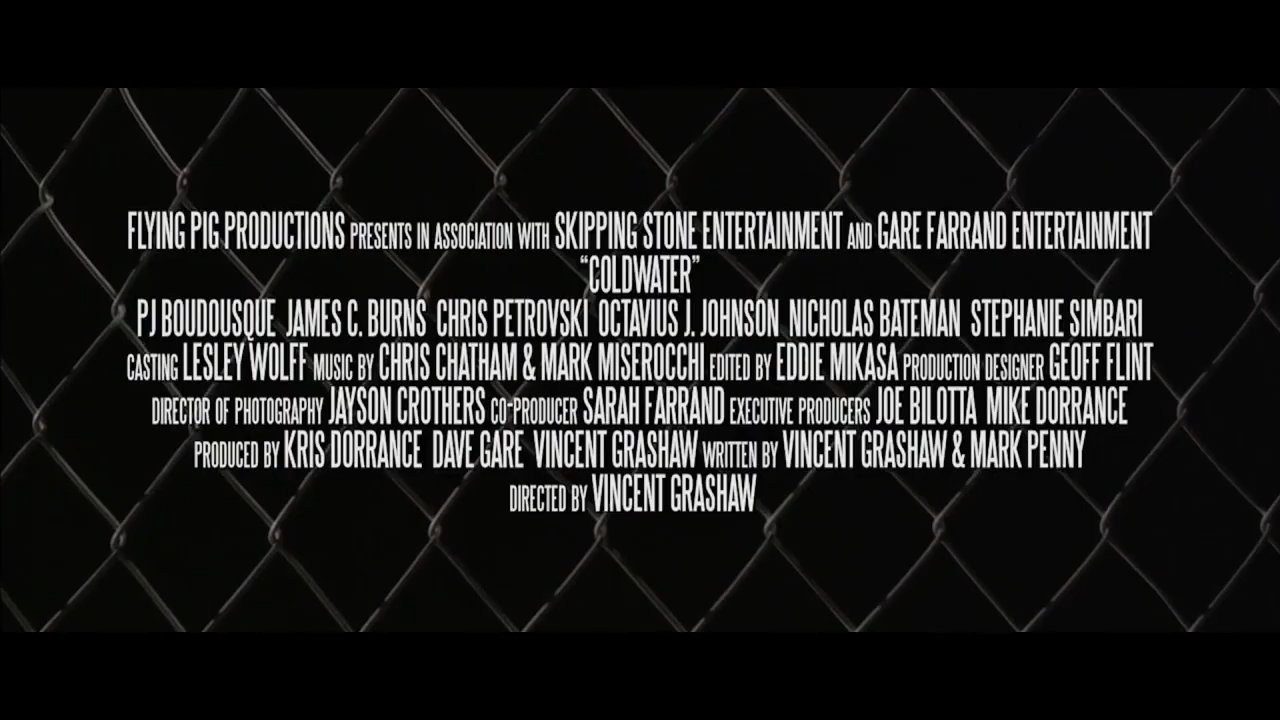 FLYING PIG PRODUCTIONS PRESENTS IN ASSOCIATION WITH SKIPPING STONE ENTERTAINMENT AND GARE FARRAND ENTERTAINMENT
“COLDWATER”
PJ BOUDOUSQUE JAMES C. BURNS CHRIS PETROVSKI OCTAVIUS J. JOHNSON NICHOLAS BATEMAN STEPHANIE SIMBARI
CASTING LESLEY WOLFF MUSIC BY CHRIS CHATHAM & MARK MISEROCCHI EDITED BY EDDIE MIKASA PRODUCTION DESIGNER GEOFF FLINT
DIRECTOR OF PHOTOGRAPHY JAYSON CROTHERS CO-PRODUCER SARAH FARRAND EXECUTIVE PRODUCERS JOE BILOTTA MIKE DORRANCE
PRODUCED BY KRIS DORRANCE DAVE GARE VINCENT GRASHAW WRITTEN BY VINCENT GRASHAW & MARK PENNY
DIRECTED BY VINCENT GRASHAW